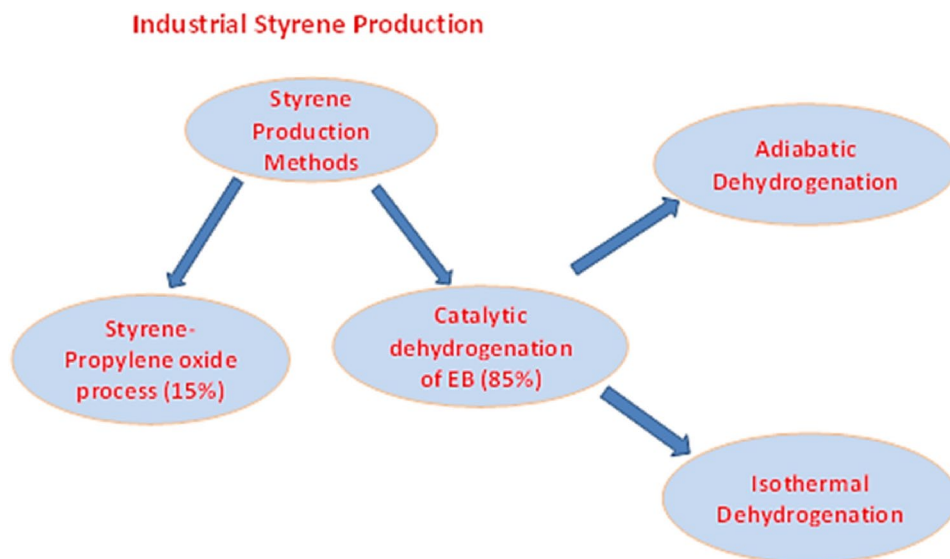 Industrial Styrene Production
Styrene
Production
Methods
Adiabatic
Dehydrogenation
Styrene-
Propylene oxide
process (15%)
Catalytic
dehydrogenation
of EB (85%)
Isothermal
Dehydrogenation